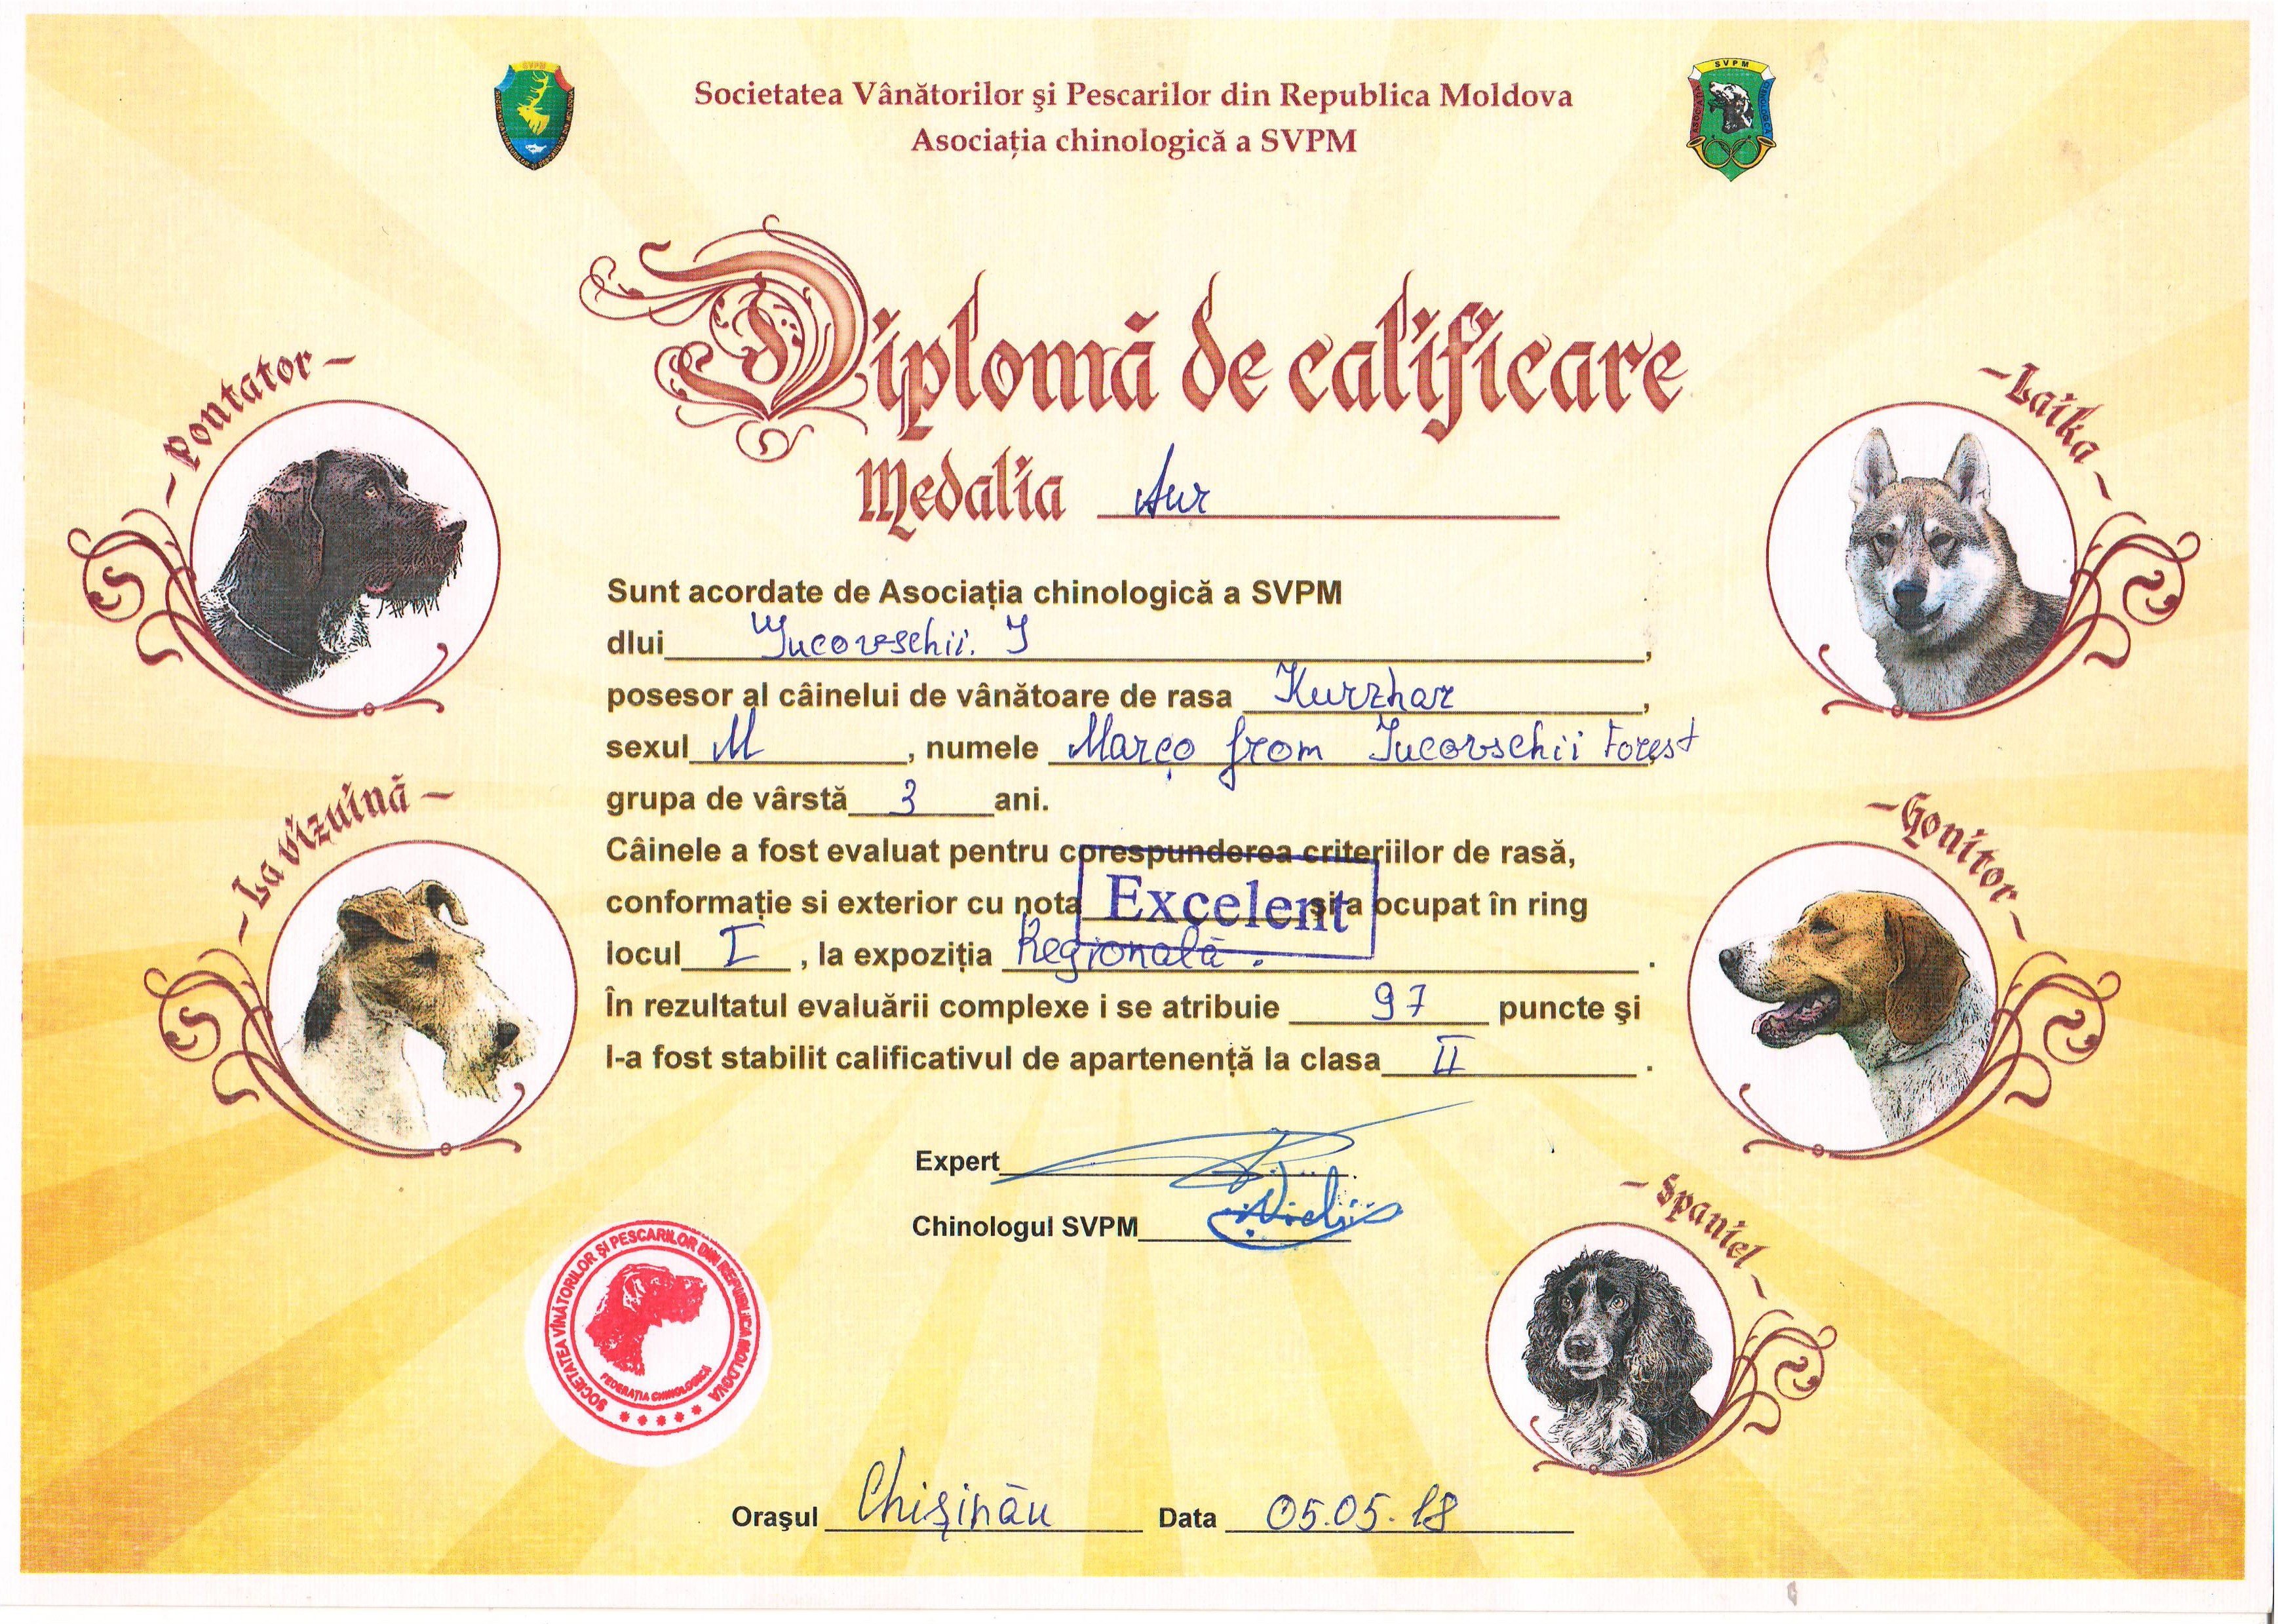 SVPM
SVPM
Societatea Vânătorilor şi Pescarilor din Republica Moldova
Asociaţia chinologică a SVPM
Diplomă de calificare
Medalia Aur
- Pontator -
- Laika -
Sunt acordate de Asociaţia chinologică a SVPM
dlui Jucovschii. I,
posesor al câinelui de vânătoare de rasa Kurzhar,
sexul M, numele Marco from Jucovschii Forest,
grupa de vârstă 3 ani.
- La vizuină -
- Gonitor -
Câinele a fost evaluat pentru corespunderea criteriilor de rasă,
conformaţie si exterior cu nota Excelent şi a ocupat în ring
locul I, la expoziţia Regională.
În rezultatul evaluării complexe i se atribuie 97 puncte şi
l-a fost stabilit calificativul de apartenenţă la clasa II.
Expert
Chinologul SVPM
- Spaniel -
SOCIETATEA VÎNĂTORILOR ŞI PESCARILOR DIN REPUBLICA MOLDOVA
FEDERAŢIA CHINOLOGICĂ
Oraşul Chişinău Data 05.05.18